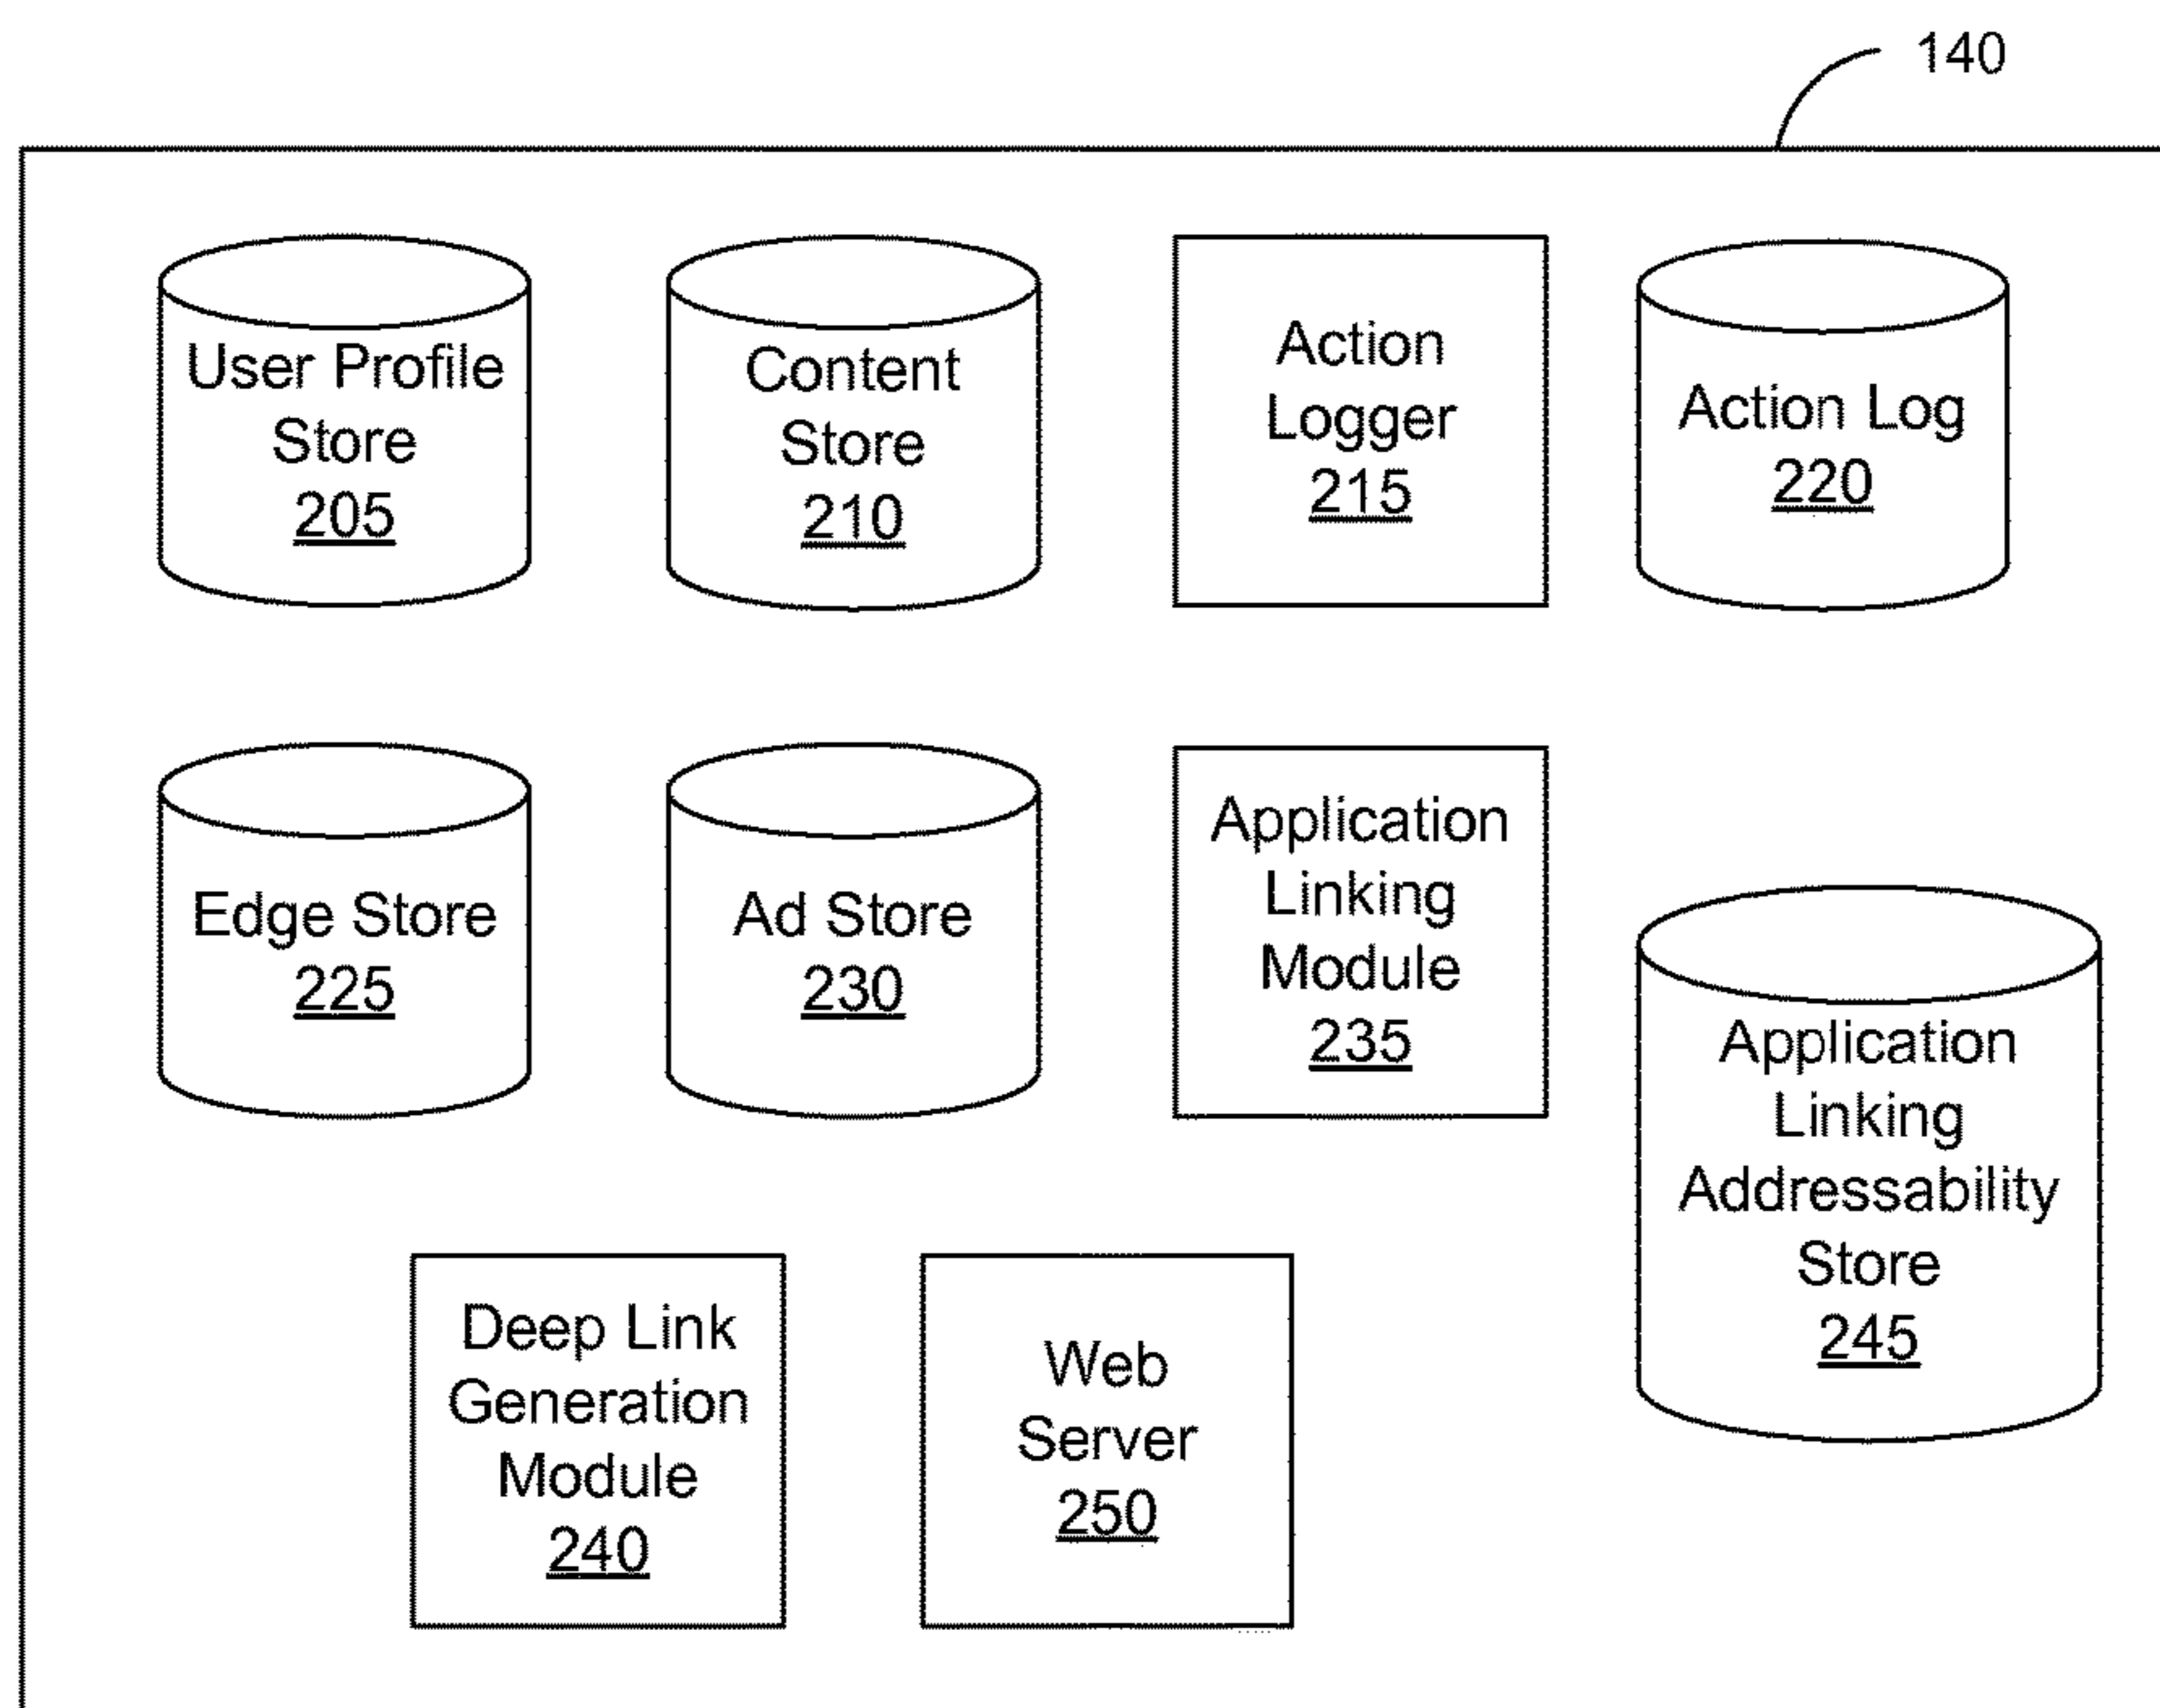 140
User Profile
Store
205
Content
Store
210
Action
Logger
215
Action Log
220
Edge Store
225
Ad Store
230
Application
Linking
Module
235
Application
Linking
Addressability
Store
245
Deep Link
Generation
Module
240
Web
Server
250